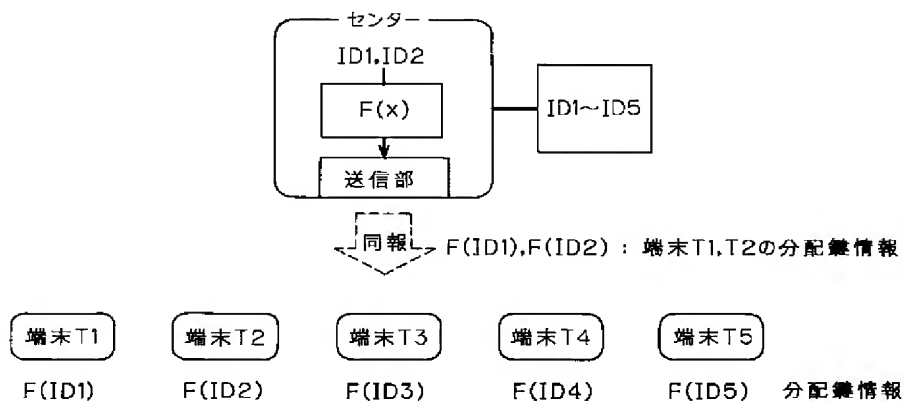 センター
ID1,ID2
F(x)
ID1~ID5
送信部
同報
F(ID1),F(ID2) : 端末T1,T2の分配鍵情報
端末T1 端末T2 端末T3 端末T4 端末T5
F(ID1) F(ID2) F(ID3) F(ID4) F(ID5) 分配鍵情報